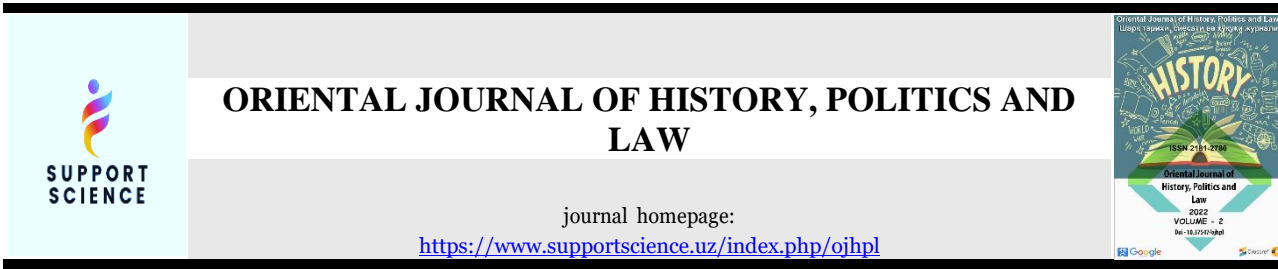 SUPPORT
SCIENCE
ORIENTAL JOURNAL OF HISTORY, POLITICS AND
LAW
journal homepage:
https://www.supportscience.uz/index.php/ojhpl
Oriental Journal of History, Politics and Law
HISTORY
ISSN 2181-2780
Oriental Journal of
History, Politics and
Law
2022
VOLUME - 2
Google
Crossref